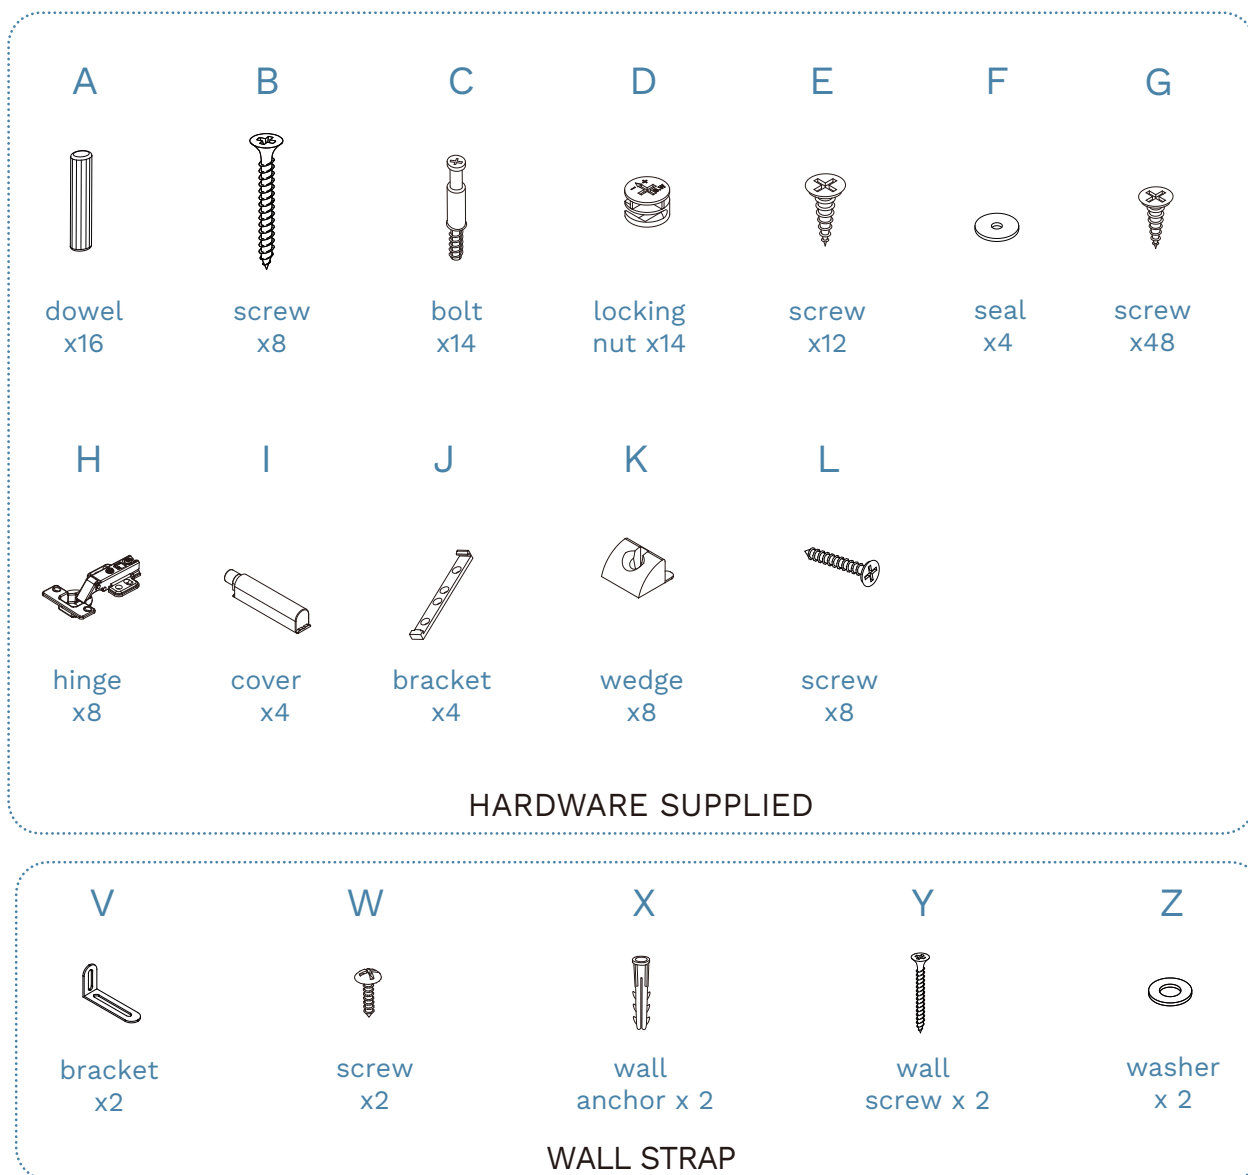 A B C D E F G
dowel screw bolt locking screw seal screw
x16 x8 x14 nut x14 x12 x4 x48
H I J K L
hinge cover bracket wedge screw
x8 x4 x4 x8 x8
HARDWARE SUPPLIED
V W X Y Z
bracket screw wall wall washer
x2 x2 anchor x 2 screw x 2 x 2
WALL STRAP